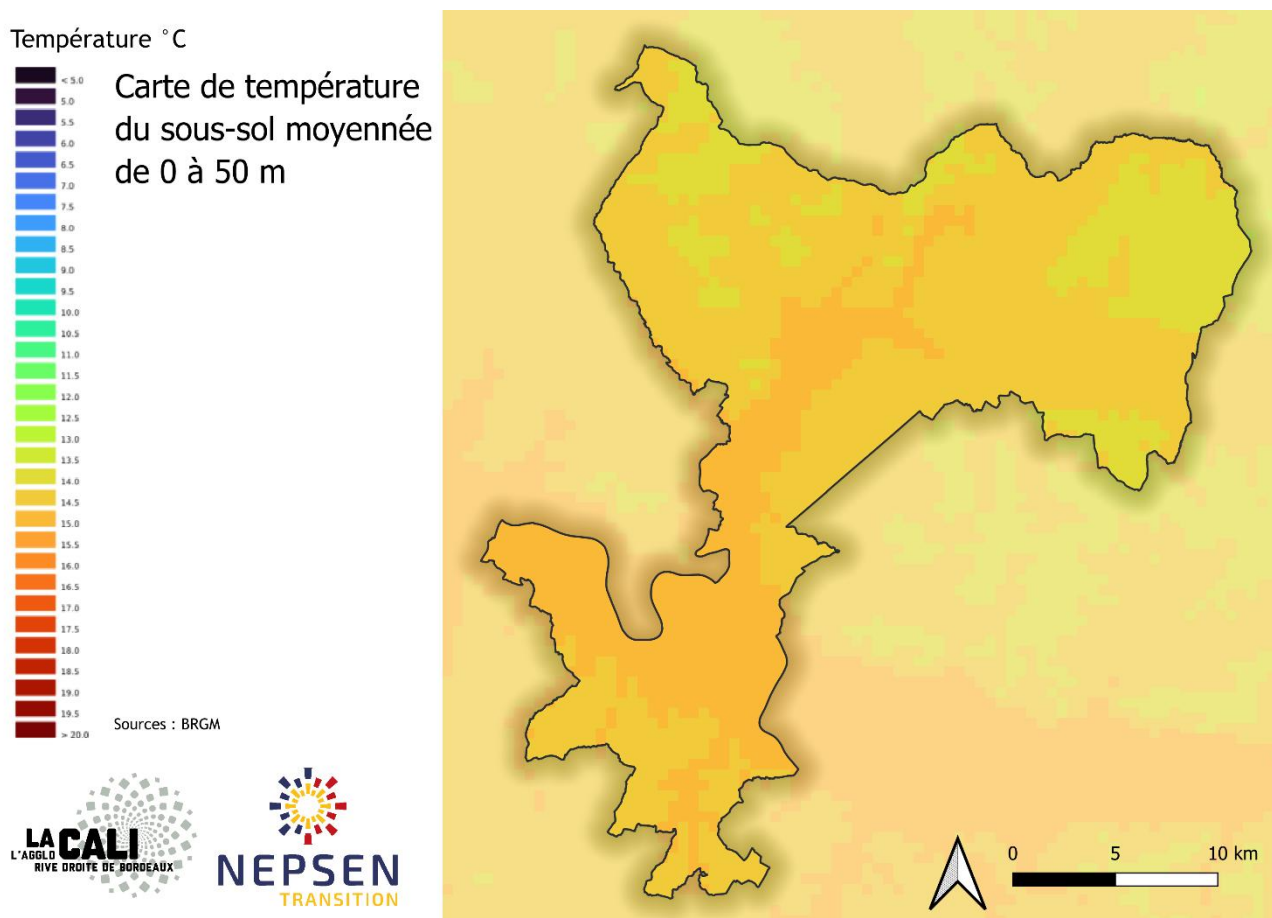 Température °C
Carte de température
du sous-sol moyennée
de 0 à 50 m
< 5.0
5.0
5.5
6.0
6.5
7.0
7.5
8.0
8.5
9.0
9.5
10.0
10.5
11.0
11.5
12.0
12.5
13.0
13.5
14.0
14.5
15.0
15.5
16.0
16.5
17.0
17.5
18.0
18.5
19.0
19.5
> 20.0
Sources : BRGM
LA CALI
L'AGGLO
RIVE DROITE DE BORDEAUX
NEPSEN
TRANSITION
0 5 10 km